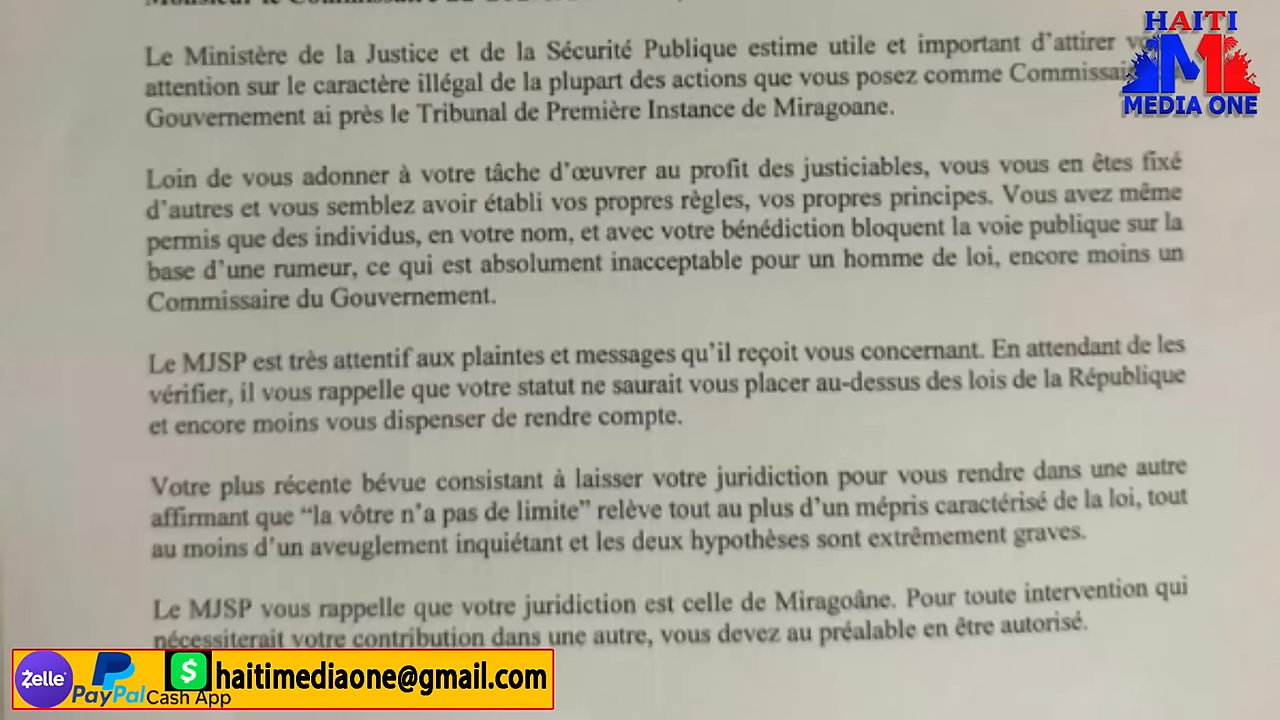 HAITI
MEDIA ONE
Le Ministère de la Justice et de la Sécurité Publique estime utile et important d'attirer
attention sur le caractère illégal de la plupart des actions que vous posez comme
Gouvernement ai près le Tribunal de Première Instance de Miragoane.
Loin de vous adonner à votre tâche d'œuvrer au profit des justiciables, vous vous en êtes fixé
d'autres et vous semblez avoir établi vos propres règles, vos propres principes. Vous avez même
permis que des individus, en votre nom, et avec votre bénédiction bloquent la voie publique sur la
base d'une rumeur, ce qui est absolument inacceptable pour un homme de loi, encore moins un
Commissaire du Gouvernement.
Le MJSP est très attentif aux plaintes et messages qu'il reçoit vous concernant. En attendant de les
vérifier, il vous rappelle que votre statut ne saurait vous placer au-dessus des lois de la République
et encore moins vous dispenser de rendre compte.
Votre plus récente bévue consistant à laisser votre juridiction pour vous rendre dans une autre
affirmant que "la vôtre n'a pas de limite" relève tout au plus d'un mépris caractérisé de la loi, tout
au moins d'un aveuglement inquiétant et les deux hypothèses sont extrêmement graves.
Le MJSP vous rappelle que votre juridiction est celle de Miragoâne. Pour toute intervention qui
nécessiterait votre contribution dans une autre, vous devez au préalable en être autorisé.
Zelle
PayPal
$
Cash App
haitimediaone@gmail.com